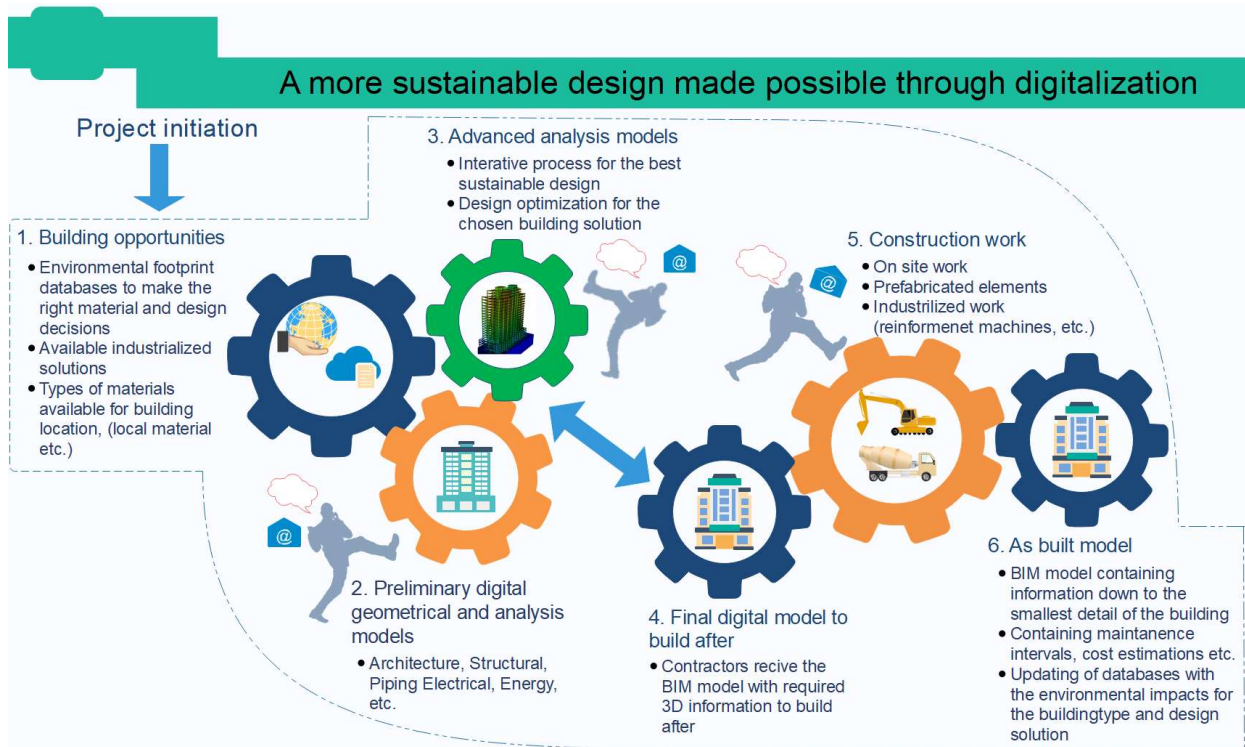 A more sustainable design made possible through digitalization
Project initiation
1. Building opportunities
• Environmental footprint
databases to make the
right material and design
decisions
• Available industrialized
solutions
• Types of materials
available for building
location, (local material
etc.)
2. Preliminary digital
geometrical and analysis
models
• Architecture, Structural,
Piping Electrical, Energy,
etc.
3. Advanced analysis models
• Interative process for the best
sustainable design
• Design optimization for the
chosen building solution
4. Final digital model to
build after
• Contractors recive the
BIM model with required
3D information to build
after
5. Construction work
• On site work
• Prefabricated elements
• Industrilized work
(reinformenet machines, etc.)
6. As built model
• BIM model containing
information down to the
smallest detail of the building
• Containing maintanence
intervals, cost estimations etc.
• Updating of databases with
the environmental impacts for
the buildingtype and design
solution
@
@
@